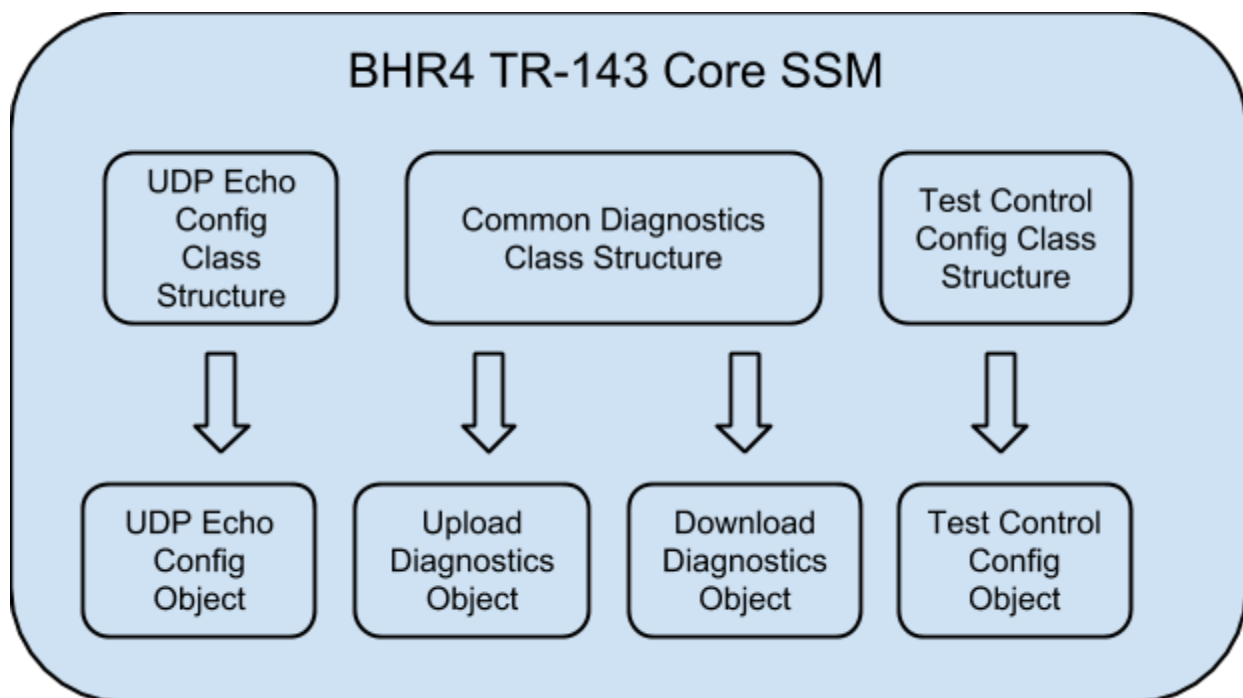 BHR4 TR-143 Core SSM
UDP Echo
Config
Class
Structure
Common Diagnostics
Class Structure
Test Control
Config Class
Structure
UDP Echo
Config
Object
Upload
Diagnostics
Object
Download
Diagnostics
Object
Test Control
Config
Object